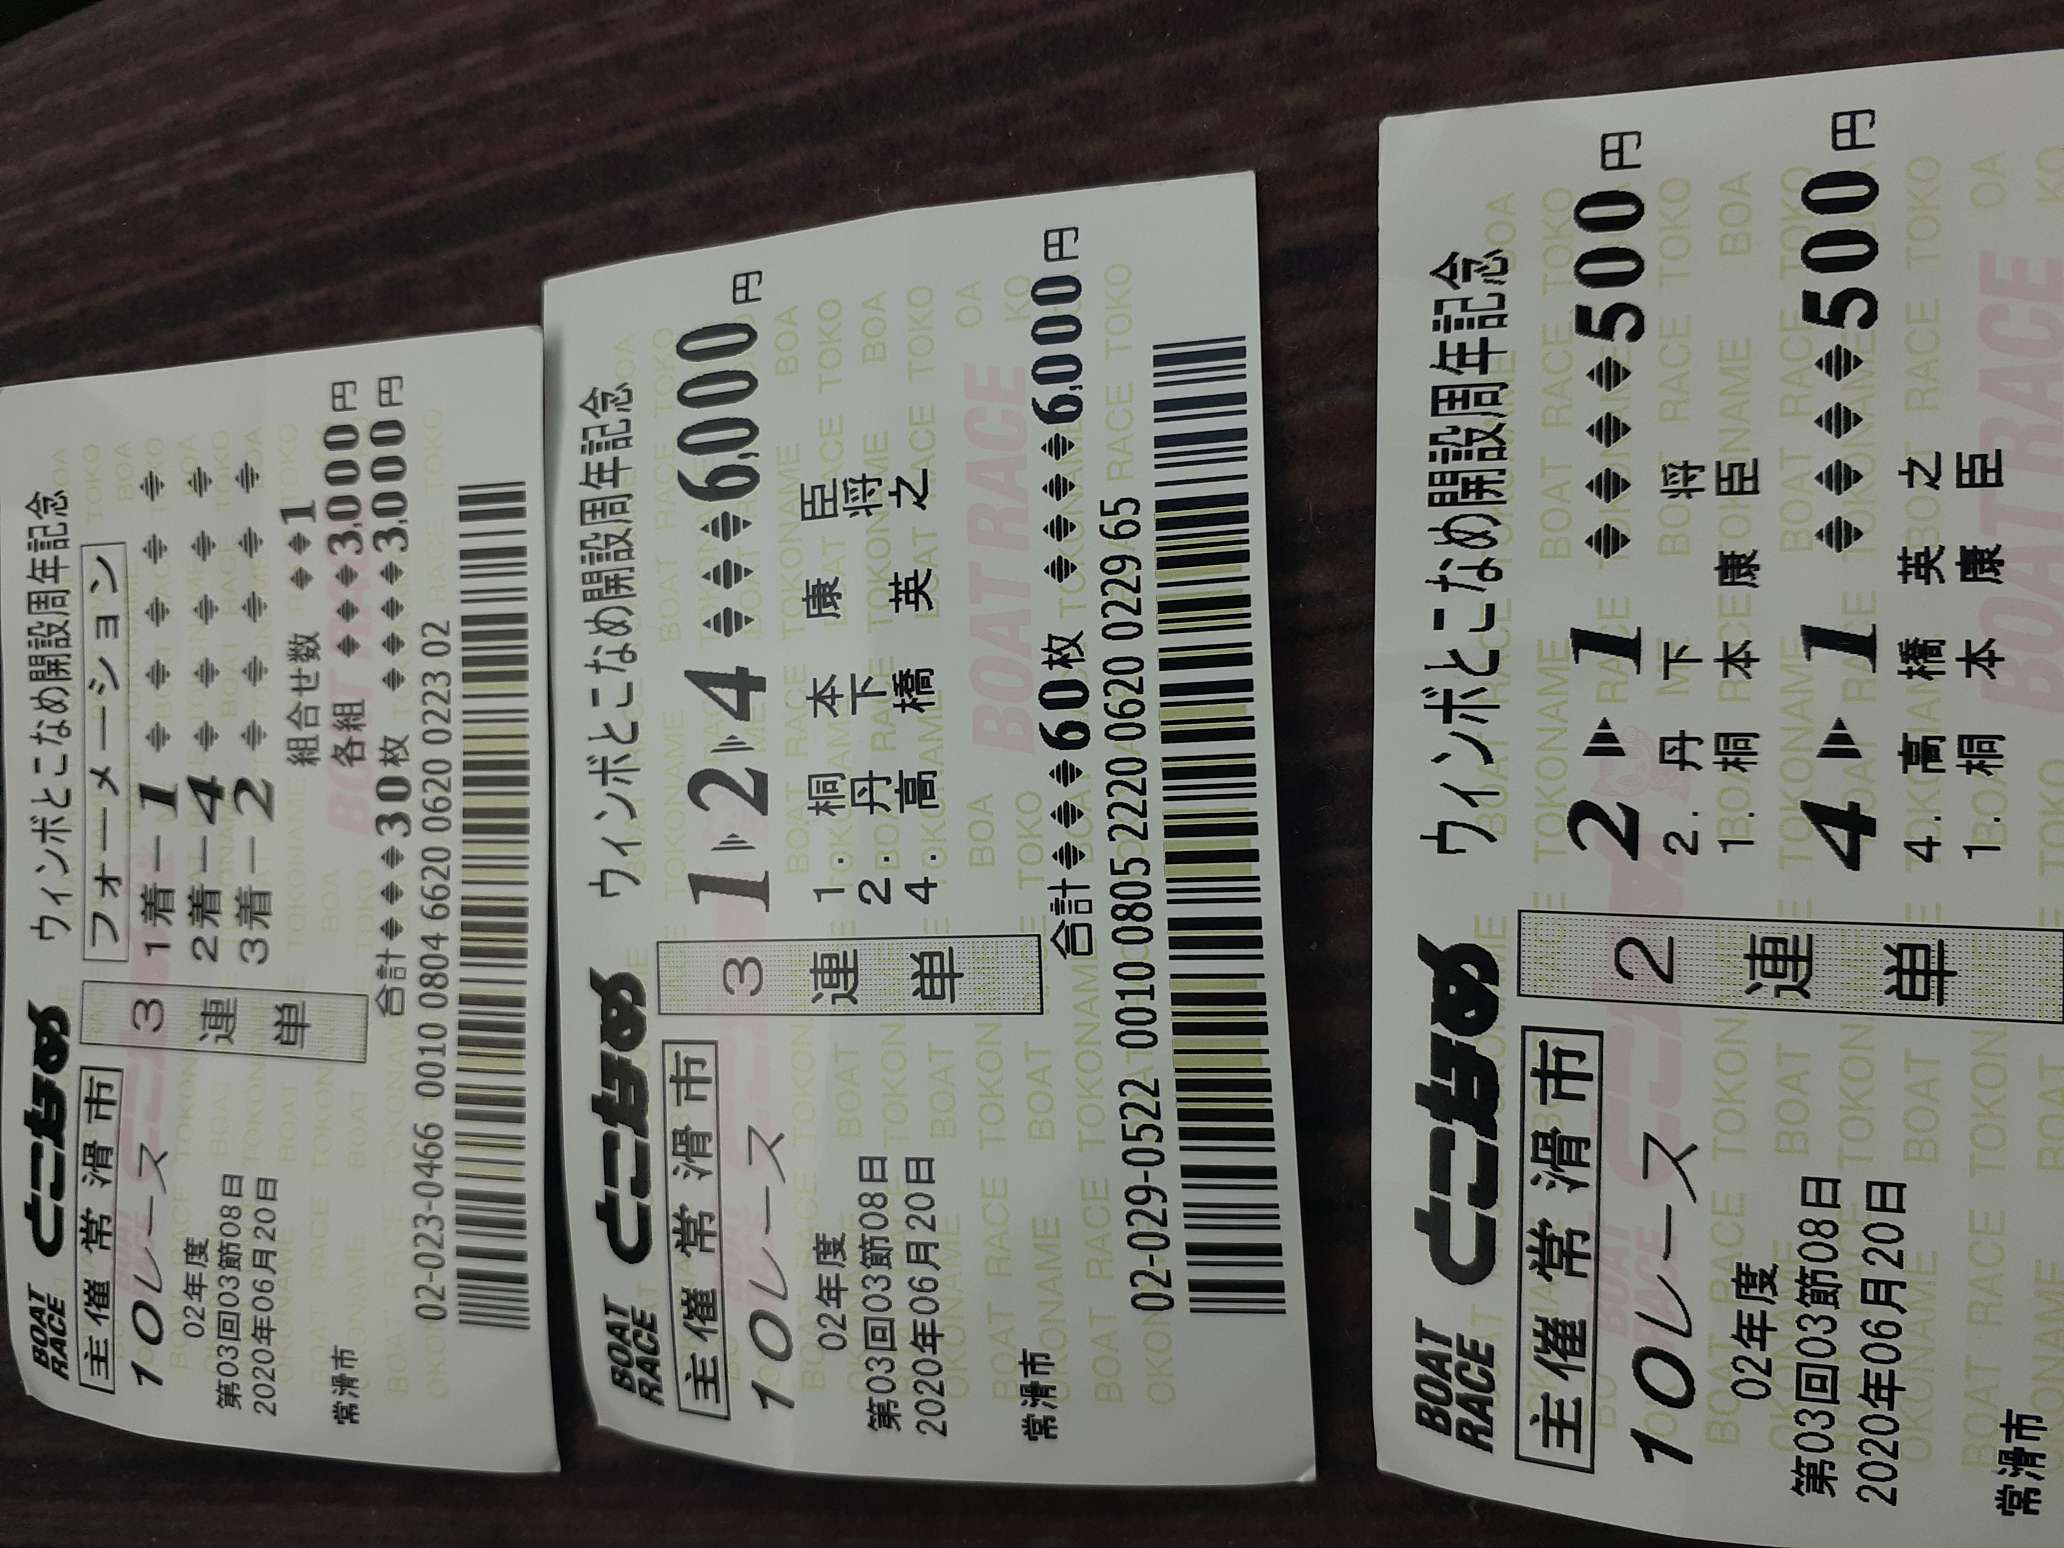 BOAT RACE とこなめ ウィンボとこなめ開設周年記念
主催 常滑市
10レース
02年度
第03回03節08日
2020年06月20日
常滑市
3連単
フォーメーション
1着ー1
2着ー4
3着ー2
組合せ数 1
各組 3,000円
合計 30枚 3,000円
02-0223-0466 0010 0804 6620 0620 0223 02
BOAT RACE とこなめ ウィンボとこなめ開設周年記念
主催 常滑市
10レース
02年度
第03回03節08日
2020年06月20日
常滑市
3連単
1 2 4 6,000円
1. 桐本 康臣
2. 丹下 将
4. 高橋 英之
合計 60枚 6,000円
02-029-0522 0010 0805 2220 0620 0229 65
BOAT RACE とこなめ ウィンボとこなめ開設周年記念
主催 常滑市
10レース
02年度
第03回03節08日
2020年06月20日
常滑市
2連単
2 1 500円
2. 丹下 将
1. 桐本 康臣
4 1 500円
4. 高橋 英之
1. 桐本 康臣